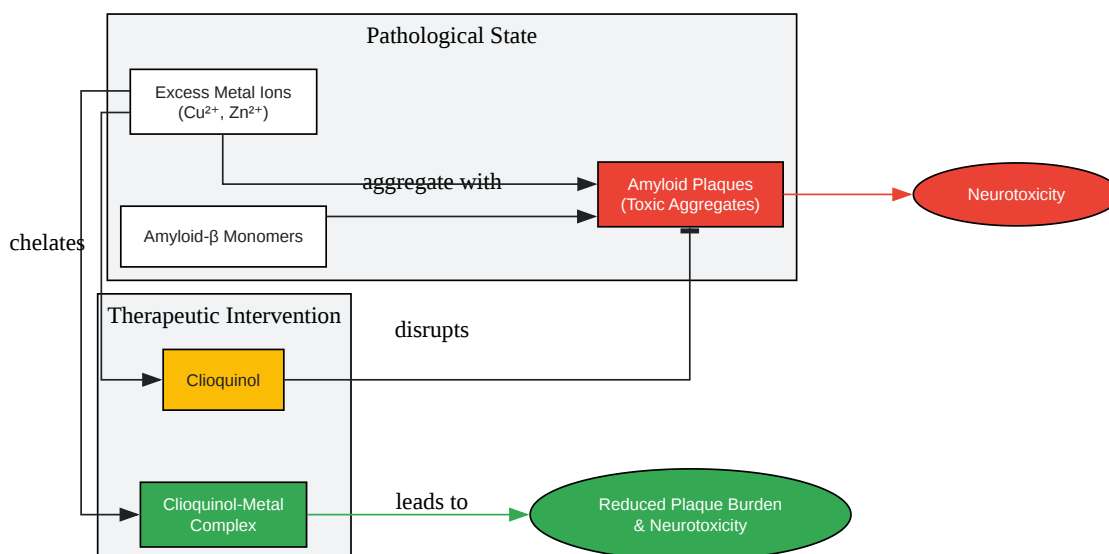 Pathological State
Excess Metal Ions
(Cu²⁺, Zn²⁺)
aggregate with
Amyloid Plaques
(Toxic Aggregates)
Neurotoxicity
Amyloid-β Monomers
chelates
Therapeutic Intervention
disrupts
Clioquinol
Clioquinol-Metal
Complex
leads to
Reduced Plaque Burden
& Neurotoxicity